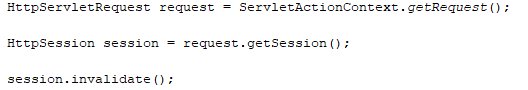 HttpServletRequest request = ServletActionContext.getRequest();
HttpSession session = request.getSession();
session.invalidate();